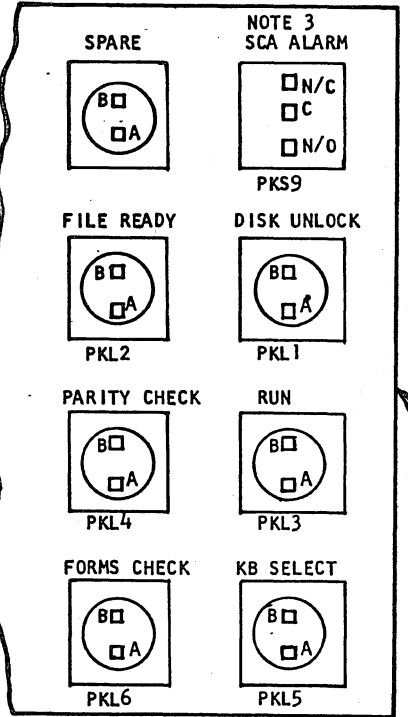 NOTE 3
SPARE SCA ALARM
B N/C
C
A N/O
PKS9
FILE READY DISK UNLOCK
B B
A A
PKL2 PKL1
PARITY CHECK RUN
B B
A A
PKL4 PKL3
FORMS CHECK KB SELECT
B B
A A
PKL6 PKL5